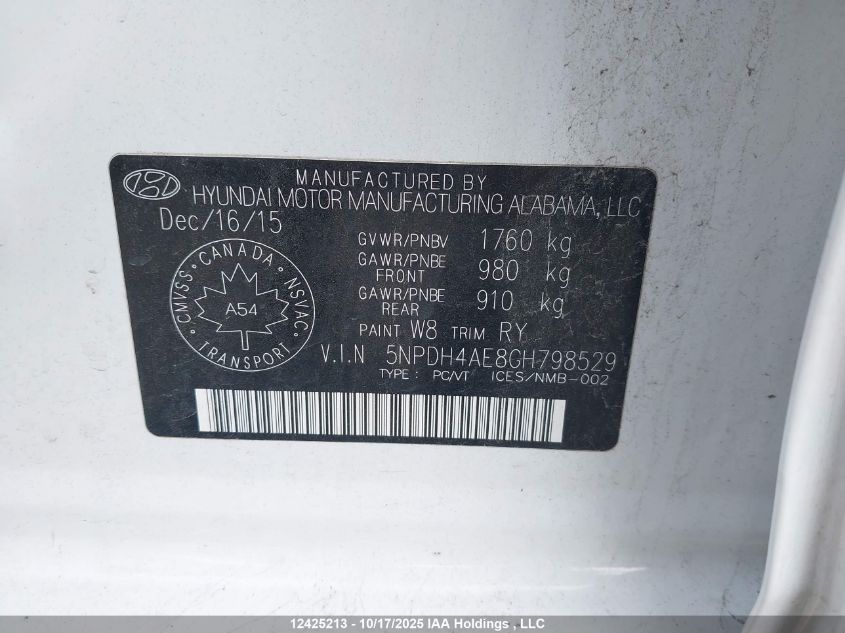 MANUFACTURED BY
HYUNDAI MOTOR MANUFACTURING ALABAMA, LLC
Dec/16/15
GVWR/PNBV 1760 kg
GAWR/PNBE FRONT 980 kg
GAWR/PNBE REAR 910 kg
CANADA
CMVSS NSVAC
A54
TRANSPORT
PAINT W8 TRIM RY
V.I.N 5NPDH4AE8GH798529
TYPE : PC/VT ICES/NMB-002
12425213 - 10/17/2025 IAA Holdings , LLC